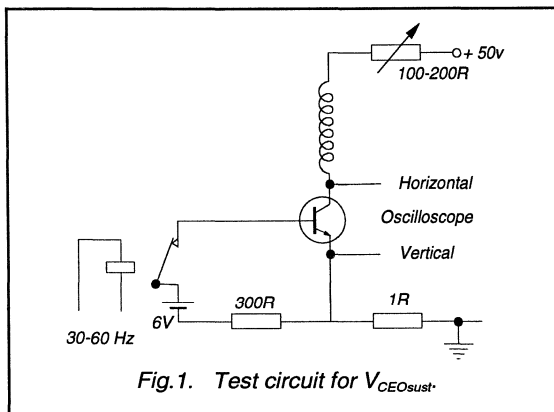 + 50v
100-200R
Horizontal
Oscilloscope
Vertical
300R
1R
6V
30-60 Hz
Fig.1. Test circuit for VCEOsust.